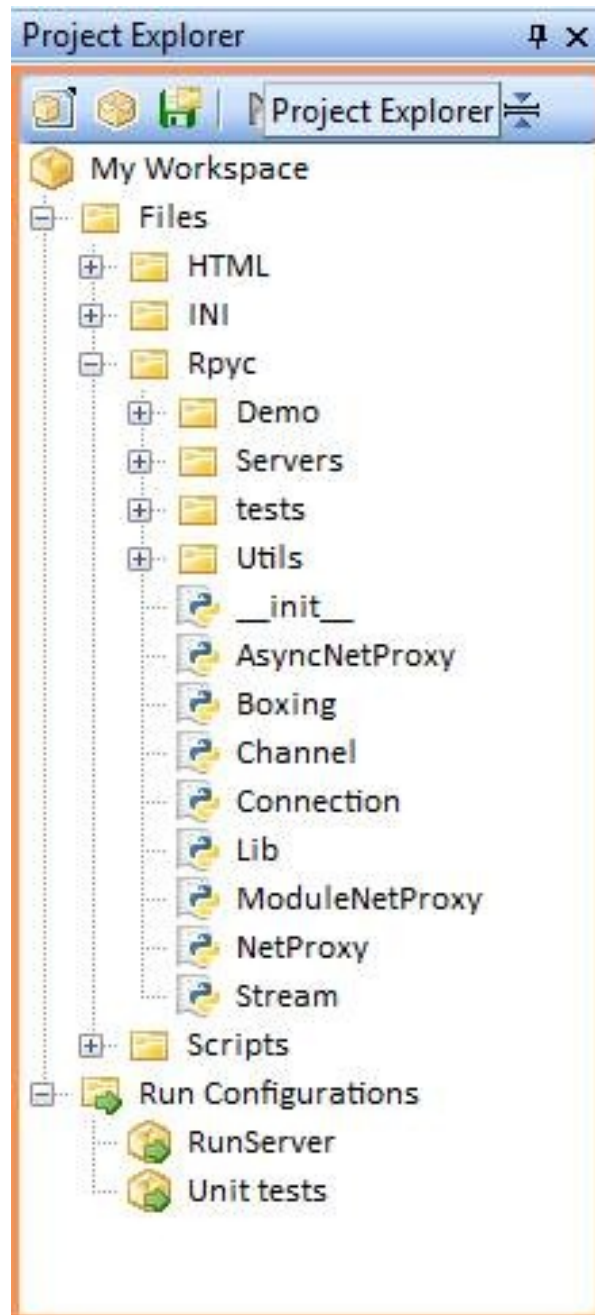 Project Explorer
Project Explorer
My Workspace
Files
HTML
INI
Rpyc
Demo
Servers
tests
Utils
__init__
AsyncNetProxy
Boxing
Channel
Connection
Lib
ModuleNetProxy
NetProxy
Stream
Scripts
Run Configurations
RunServer
Unit tests